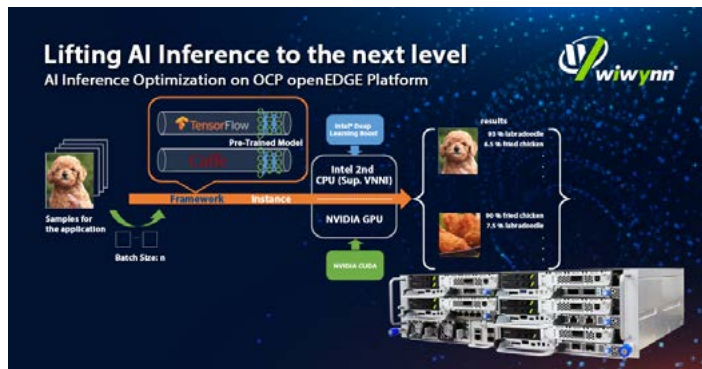 Lifting AI Inference to the next level
AI Inference Optimization on OCP openEDGE Platform
wiwynn
TensorFlow
Pre-Trained Model
Caffe
Samples for
the application
Framework
Instance
Batch Size: n
Intel® Deep
Learning Boost
Intel 2nd
CPU (Sup. VNNI)
NVIDIA GPU
NVIDIA CUDA
results
93 % labradoodle
6.5 % fried chicken
90 % fried chicken
7.5 % labradoodle